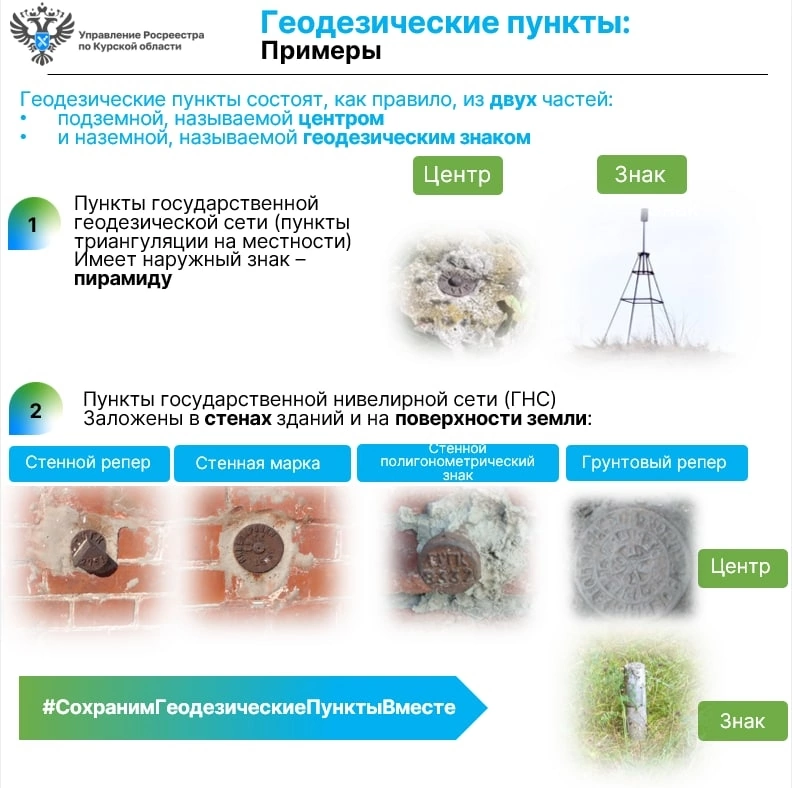 Управление Росреестра
по Курской области
Геодезические пункты:
Примеры
Геодезические пункты состоят, как правило, из двух частей:
• подземной, называемой центром
• и наземной, называемой геодезическим знаком
Центр
Знак
1
Пункты государственной
геодезической сети (пункты
триангуляции на местности)
Имеет наружный знак –
пирамиду
2
Пункты государственной нивелирной сети (ГНС)
Заложены в стенах зданий и на поверхности земли:
Стенной репер
Стенная марка
Стенной
полигонометрический
знак
Грунтовый репер
Центр
#СохранимГеодезическиеПунктыВместе
Знак